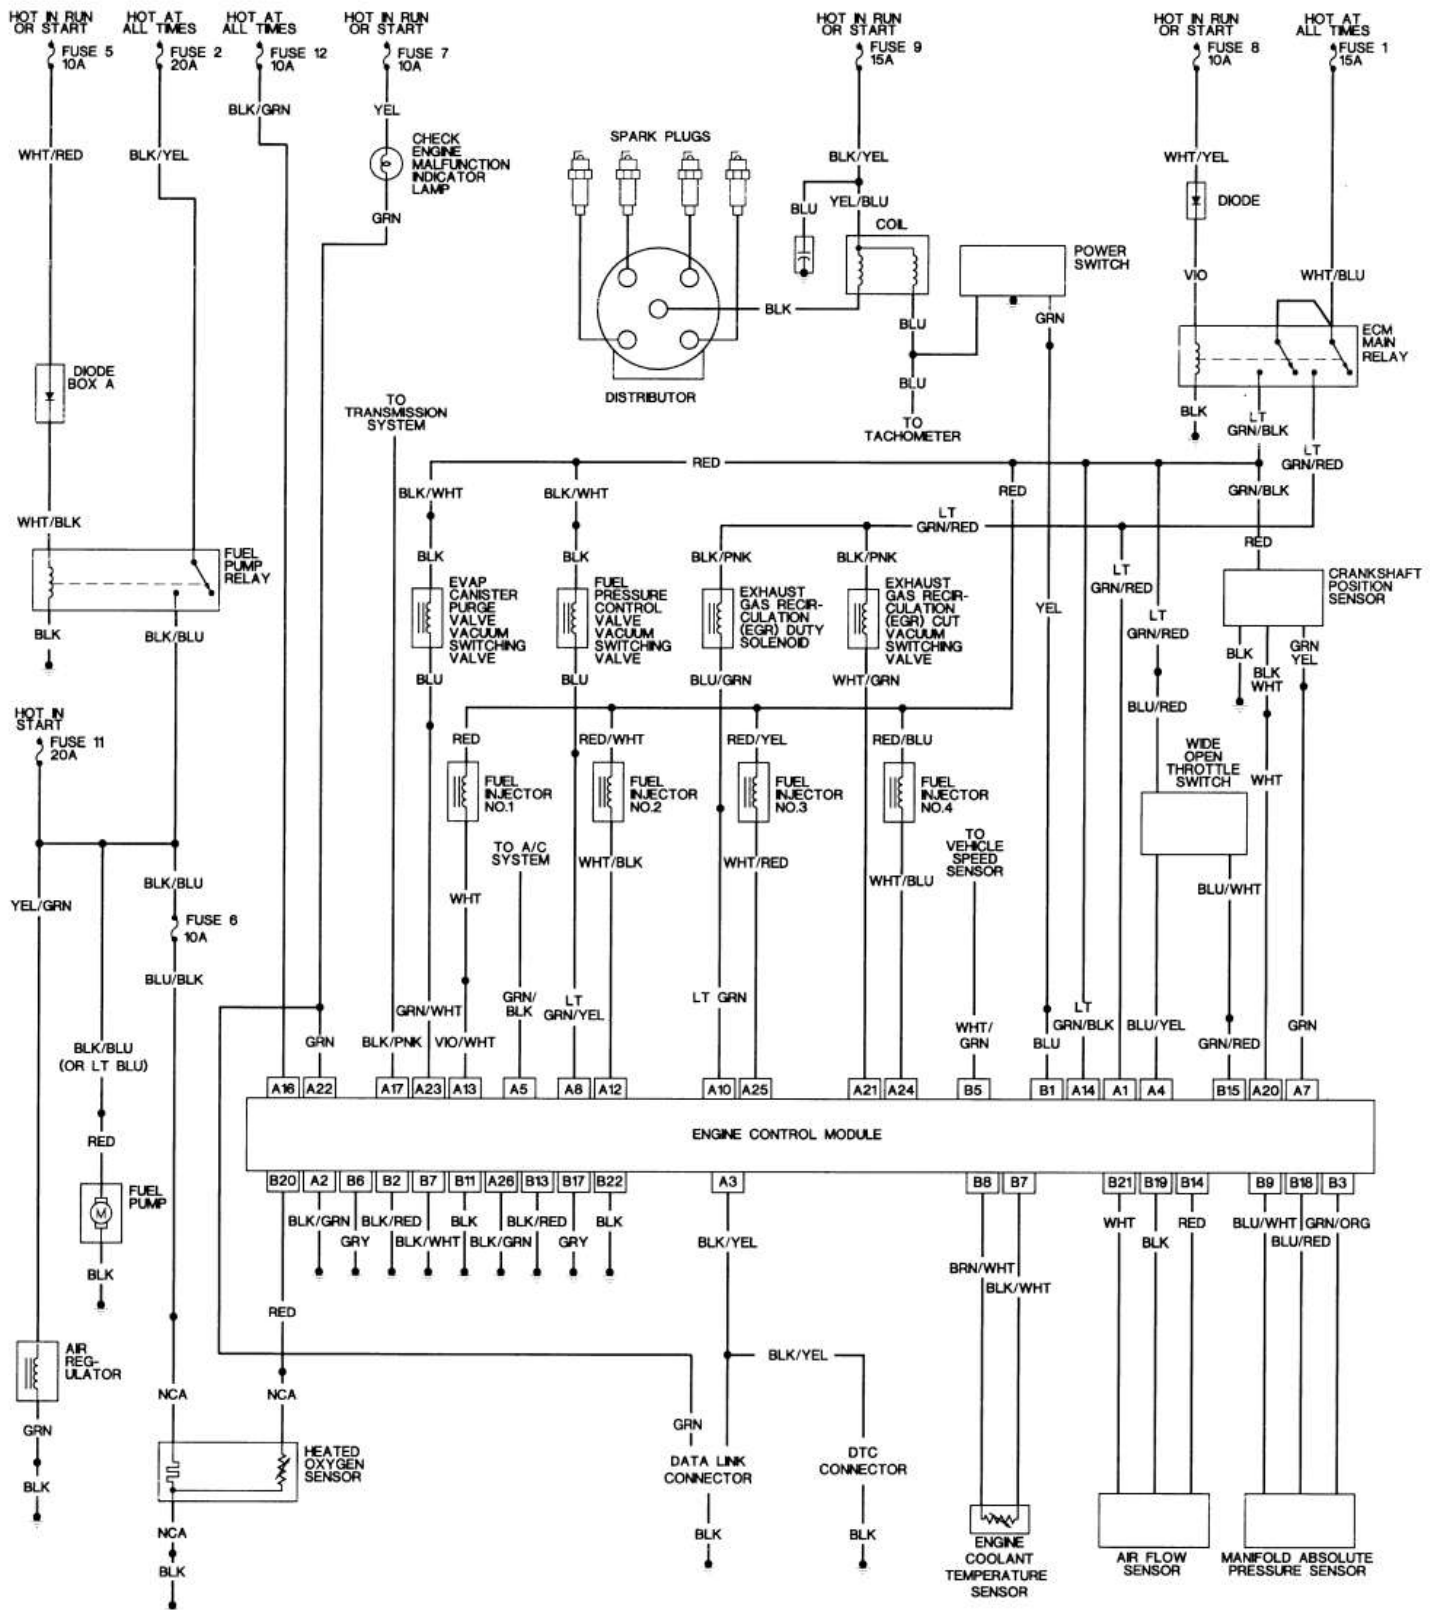 HOT IN RUN
OR START
FUSE 5
10A
HOT AT
ALL TIMES
FUSE 2
20A
HOT AT
ALL TIMES
FUSE 12
10A
HOT IN RUN
OR START
FUSE 7
10A
HOT IN RUN
OR START
FUSE 9
15A
HOT IN RUN
OR START
FUSE 8
10A
HOT AT
ALL TIMES
FUSE 1
15A
BLK/GRN
YEL
WHT/RED
BLK/YEL
CHECK
ENGINE
MALFUNCTION
INDICATOR
LAMP
GRN
SPARK PLUGS
BLK/YEL
BLU
YEL/BLU
COIL
WHT/YEL
DIODE
POWER
SWITCH
VIO
WHT/BLU
BLK
BLU
GRN
ECM
MAIN
RELAY
DIODE
BOX A
DISTRIBUTOR
BLU
TO
TACHOMETER
TO
TRANSMISSION
SYSTEM
BLK
LT
GRN/BLK
LT
GRN/RED
RED
BLK/WHT
BLK/WHT
RED
GRN/BLK
WHT/BLK
LT
GRN/RED
RED
FUEL
PUMP
RELAY
BLK
BLK
BLK/PNK
BLK/PNK
LT
GRN/RED
CRANKSHAFT
POSITION
SENSOR
EVAP
CANISTER
PURGE
VALVE
VACUUM
SWITCHING
VALVE
FUEL
PRESSURE
CONTROL
VALVE
VACUUM
SWITCHING
VALVE
EXHAUST
GAS RECIR-
CULATION
(EGR) DUTY
SOLENOID
EXHAUST
GAS RECIR-
CULATION
(EGR) CUT
VACUUM
SWITCHING
VALVE
YEL
LT
GRN/RED
BLK
BLK/BLU
BLK
BLK
WHT
GRN
YEL
BLU
BLU
BLU/GRN
WHT/GRN
BLU/RED
HOT IN
START
FUSE 11
20A
RED
RED/WHT
RED/YEL
RED/BLU
WIDE
OPEN
THROTTLE
SWITCH
WHT
FUEL
INJECTOR
NO.1
FUEL
INJECTOR
NO.2
FUEL
INJECTOR
NO.3
FUEL
INJECTOR
NO.4
TO A/C
SYSTEM
TO
VEHICLE
SPEED
SENSOR
WHT/BLK
WHT/RED
WHT/BLU
BLK/BLU
BLU/WHT
YEL/GRN
WHT
FUSE 6
10A
BLU/BLK
GRN/WHT
GRN/
BLK
LT
GRN/YEL
LT GRN
WHT/
GRN
LT
GRN/BLK
BLU/YEL
GRN
BLK/BLU
(OR LT BLU)
GRN
BLK/PNK
VIO/WHT
BLU
GRN/RED
A16
A22
A17
A23
A13
A5
A8
A12
A10
A25
A21
A24
B5
B1
A14
A1
A4
B15
A20
A7
ENGINE CONTROL MODULE
RED
FUEL
PUMP
M
BLK
B20
A2
B6
B2
B7
B11
A26
B13
B17
B22
A3
B8
B7
B21
B19
B14
B9
B18
B3
BLK/GRN
BLK/RED
BLK
BLK/RED
BLK
GRY
BLK/WHT
BLK/GRN
GRY
BLK/YEL
WHT
RED
BLK
BLU/WHT
GRN/ORG
BLU/RED
BRN/WHT
BLK/WHT
RED
AIR
REG-
ULATOR
BLK/YEL
NCA
NCA
GRN
GRN
HEATED
OXYGEN
SENSOR
DATA LINK
CONNECTOR
DTC
CONNECTOR
BLK
NCA
BLK
BLK
BLK
ENGINE
COOLANT
TEMPERATURE
SENSOR
AIR FLOW
SENSOR
MANIFOLD ABSOLUTE
PRESSURE SENSOR